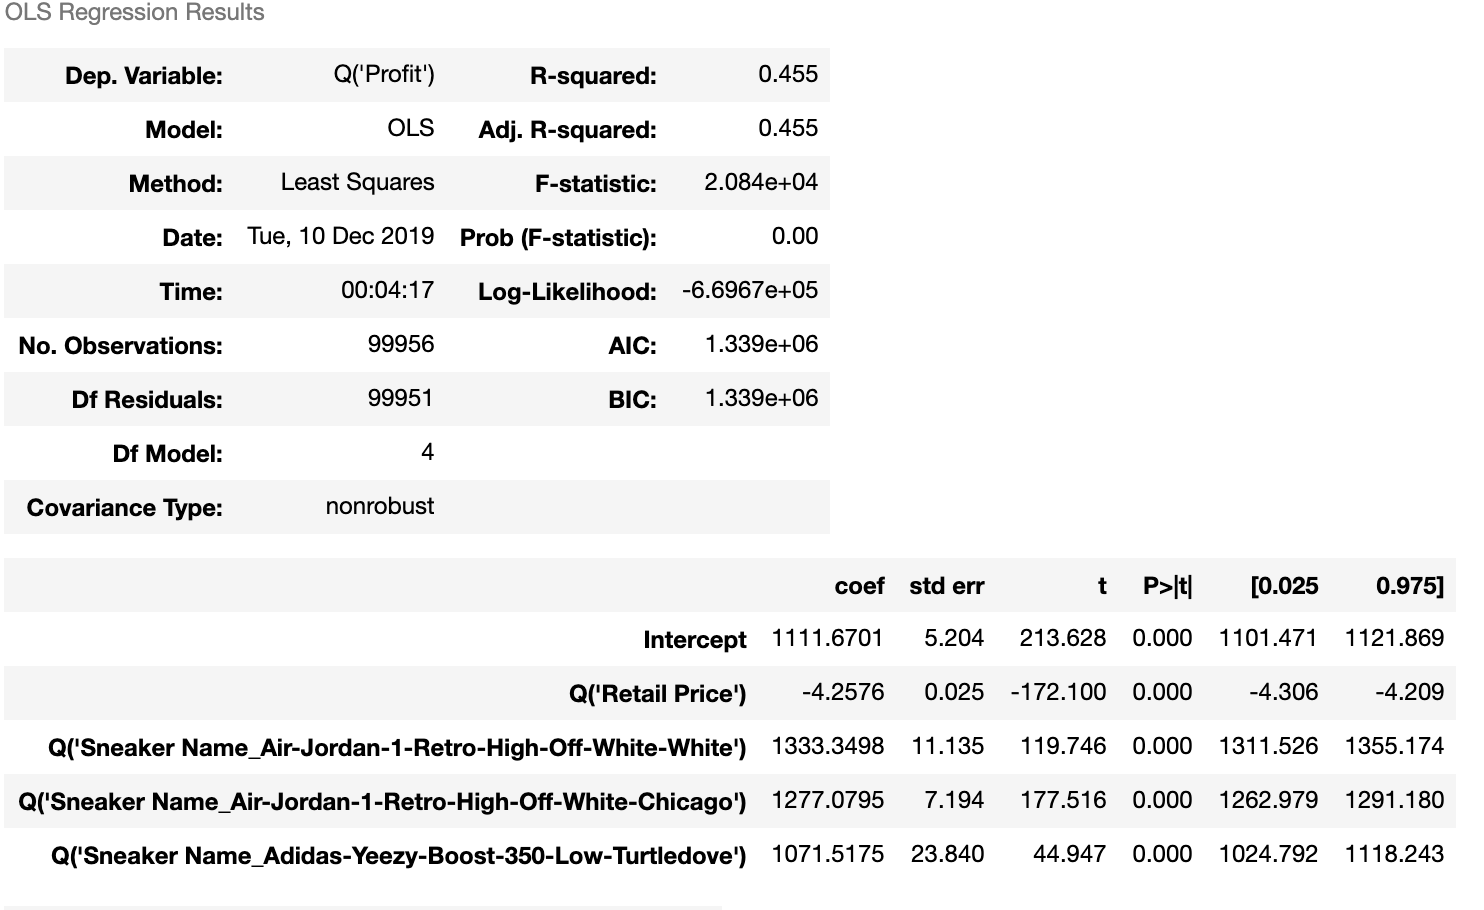 OLS Regression Results
Dep. Variable: Q('Profit') R-squared: 0.455
Model: OLS Adj. R-squared: 0.455
Method: Least Squares F-statistic: 2.084e+04
Date: Tue, 10 Dec 2019 Prob (F-statistic): 0.00
Time: 00:04:17 Log-Likelihood: -6.6967e+05
No. Observations: 99956 AIC: 1.339e+06
Df Residuals: 99951 BIC: 1.339e+06
Df Model: 4
Covariance Type: nonrobust
coef std err t P>|t| [0.025 0.975]
Intercept 1111.6701 5.204 213.628 0.000 1101.471 1121.869
Q('Retail Price') -4.2576 0.025 -172.100 0.000 -4.306 -4.209
Q('Sneaker Name_Air-Jordan-1-Retro-High-Off-White-White') 1333.3498 11.135 119.746 0.000 1311.526 1355.174
Q('Sneaker Name_Air-Jordan-1-Retro-High-Off-White-Chicago') 1277.0795 7.194 177.516 0.000 1262.979 1291.180
Q('Sneaker Name_Adidas-Yeezy-Boost-350-Low-Turtledove') 1071.5175 23.840 44.947 0.000 1024.792 1118.243